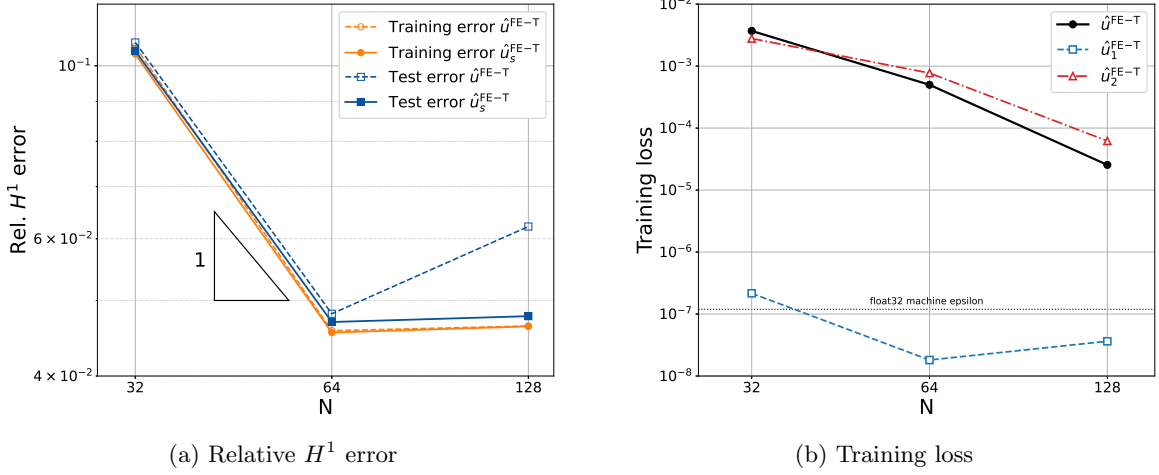 Rel. H¹ error
10⁻¹
6 × 10⁻²
4 × 10⁻²
Training error û^FE−T
Training error û_s^FE−T
Test error û^FE−T
Test error û_s^FE−T
1
32
64
128
N
(a) Relative H¹ error
Training loss
10⁻²
10⁻³
10⁻⁴
10⁻⁵
10⁻⁶
10⁻⁷
10⁻⁸
û^FE−T
û_1^FE−T
û_2^FE−T
float32 machine epsilon
32
64
128
N
(b) Training loss